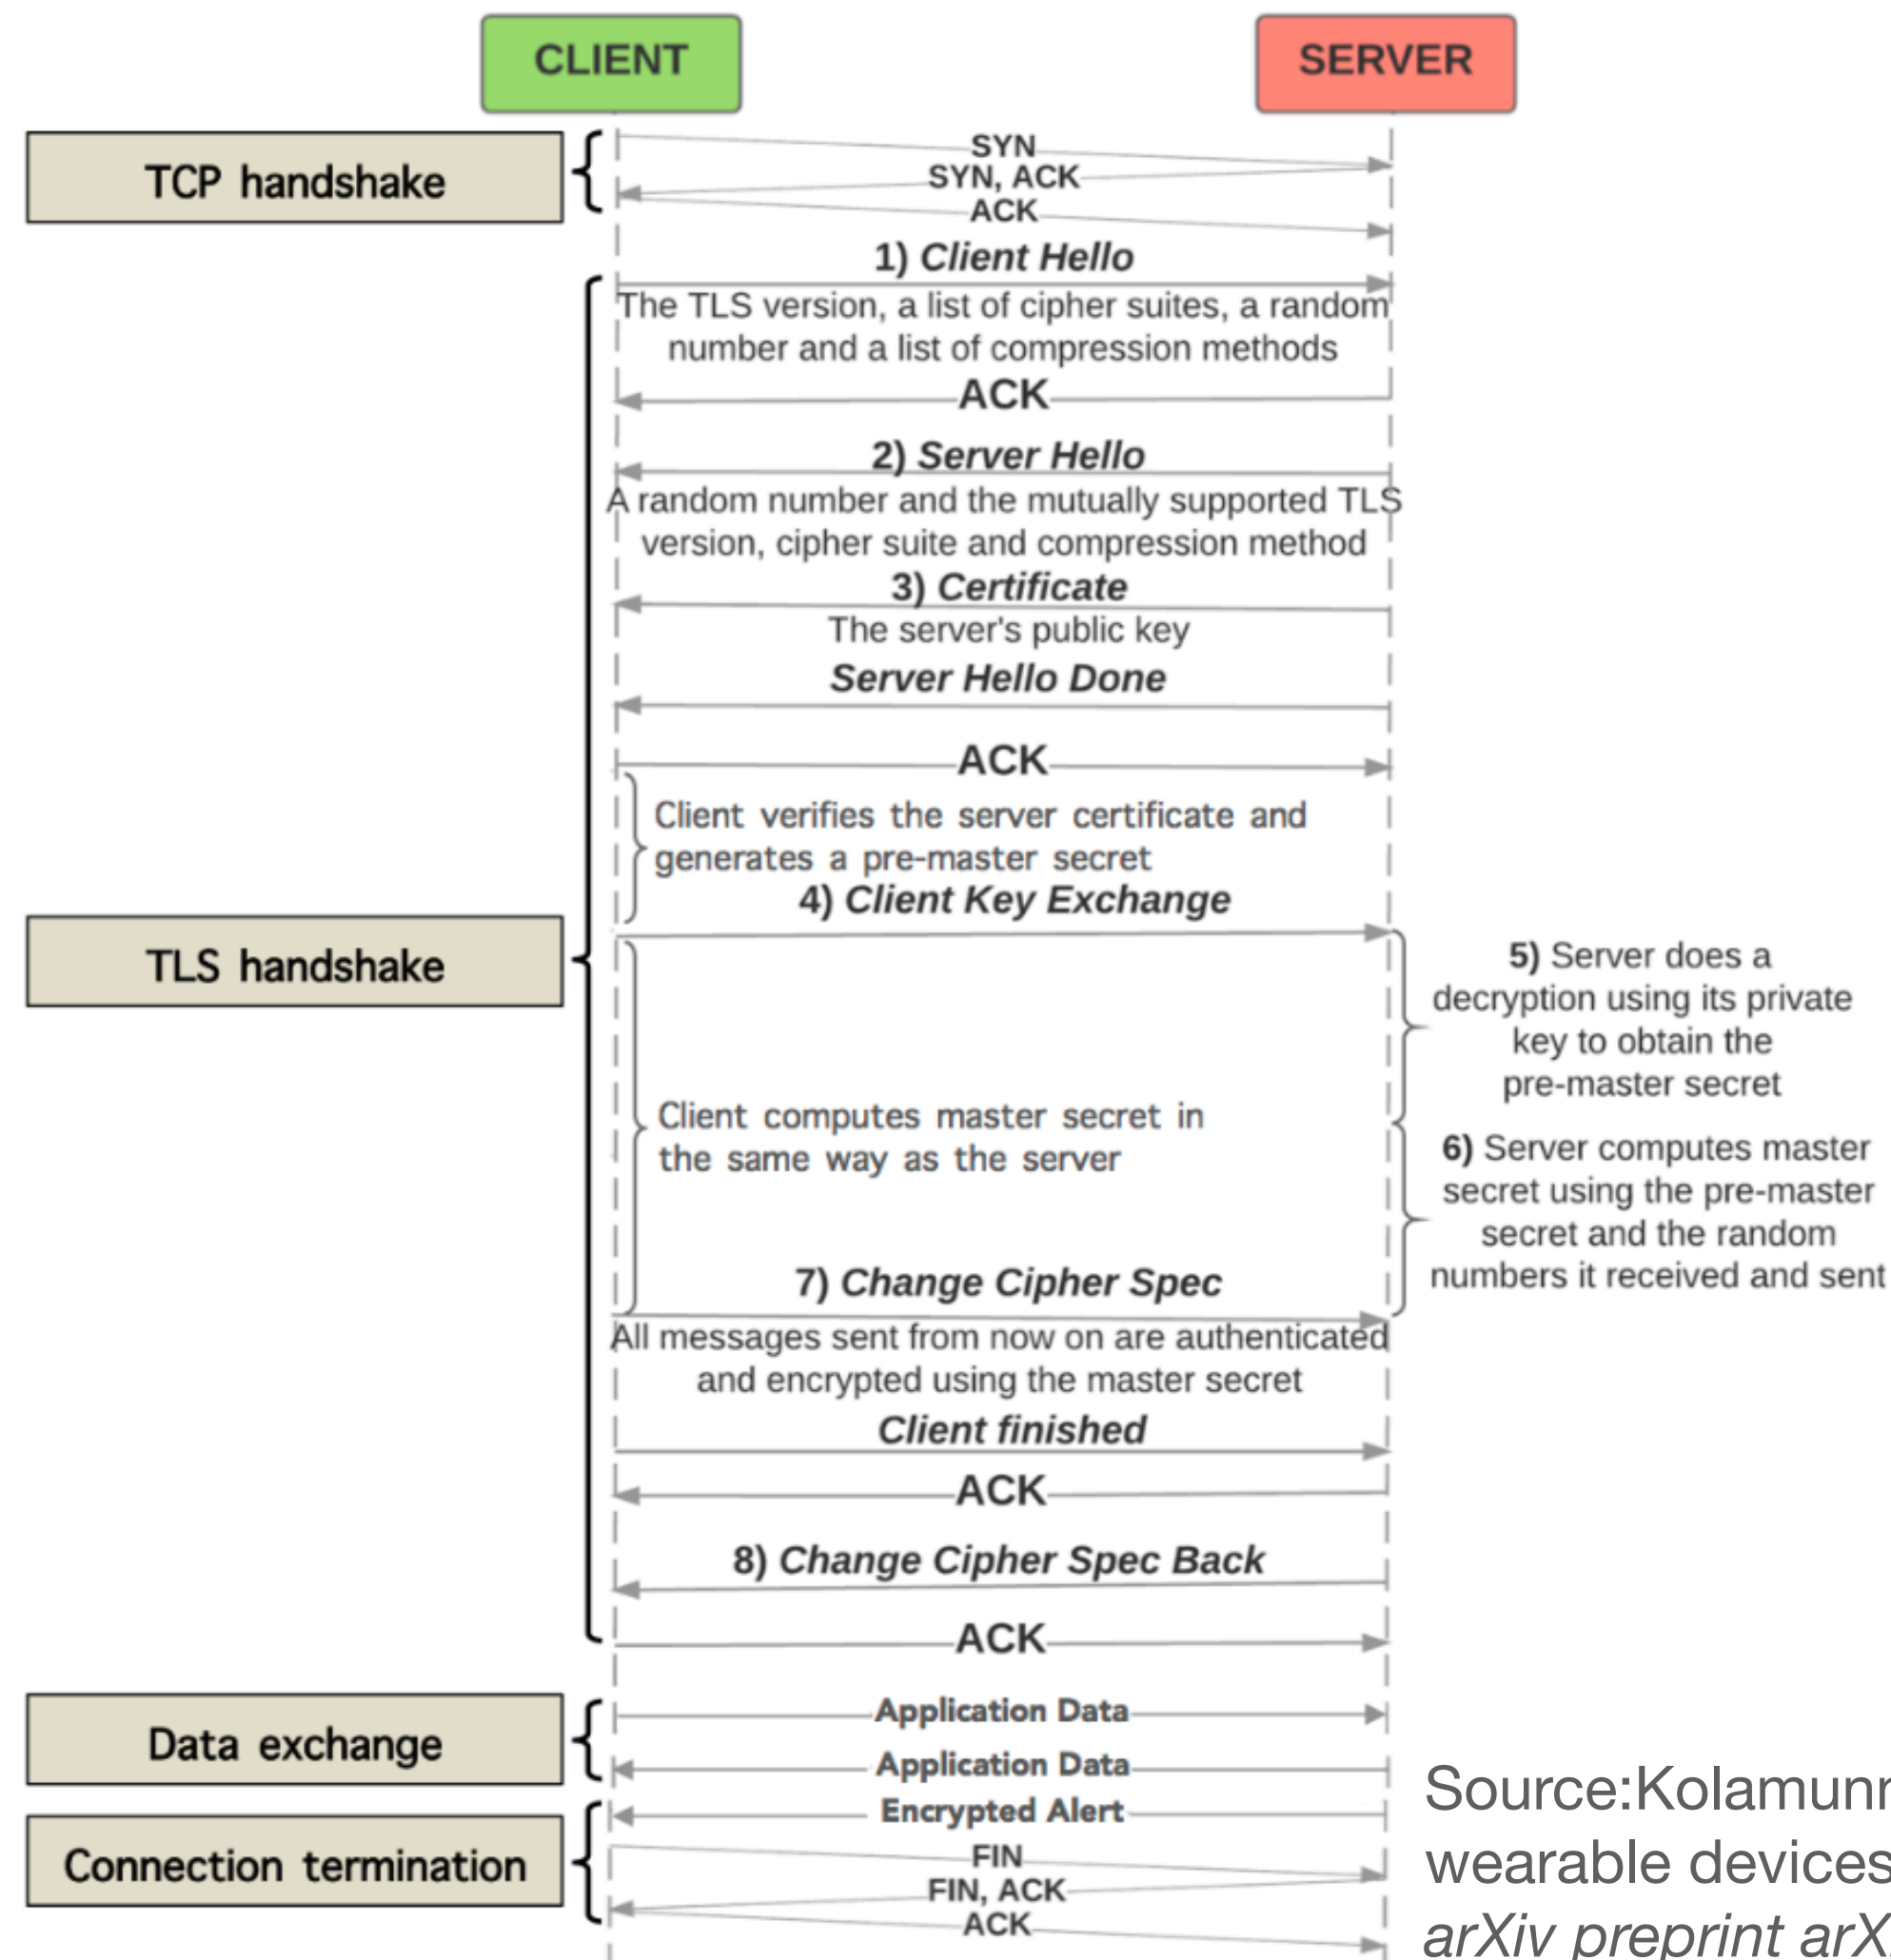 CLIENT
SERVER
TCP handshake
SYN
SYN, ACK
ACK
1) Client Hello
The TLS version, a list of cipher suites, a random
number and a list of compression methods
ACK
2) Server Hello
A random number and the mutually supported TLS
version, cipher suite and compression method
3) Certificate
The server's public key
Server Hello Done
ACK
Client verifies the server certificate and
generates a pre-master secret
4) Client Key Exchange
TLS handshake
5) Server does a
decryption using its private
key to obtain the
pre-master secret
Client computes master secret in
the same way as the server
6) Server computes master
secret using the pre-master
secret and the random
numbers it received and sent
7) Change Cipher Spec
All messages sent from now on are authenticated
and encrypted using the master secret
Client finished
ACK
8) Change Cipher Spec Back
ACK
Data exchange
Application Data
Application Data
Connection termination
Encrypted Alert
FIN
FIN, ACK
ACK
Source:
wearable devices
arXiv preprint